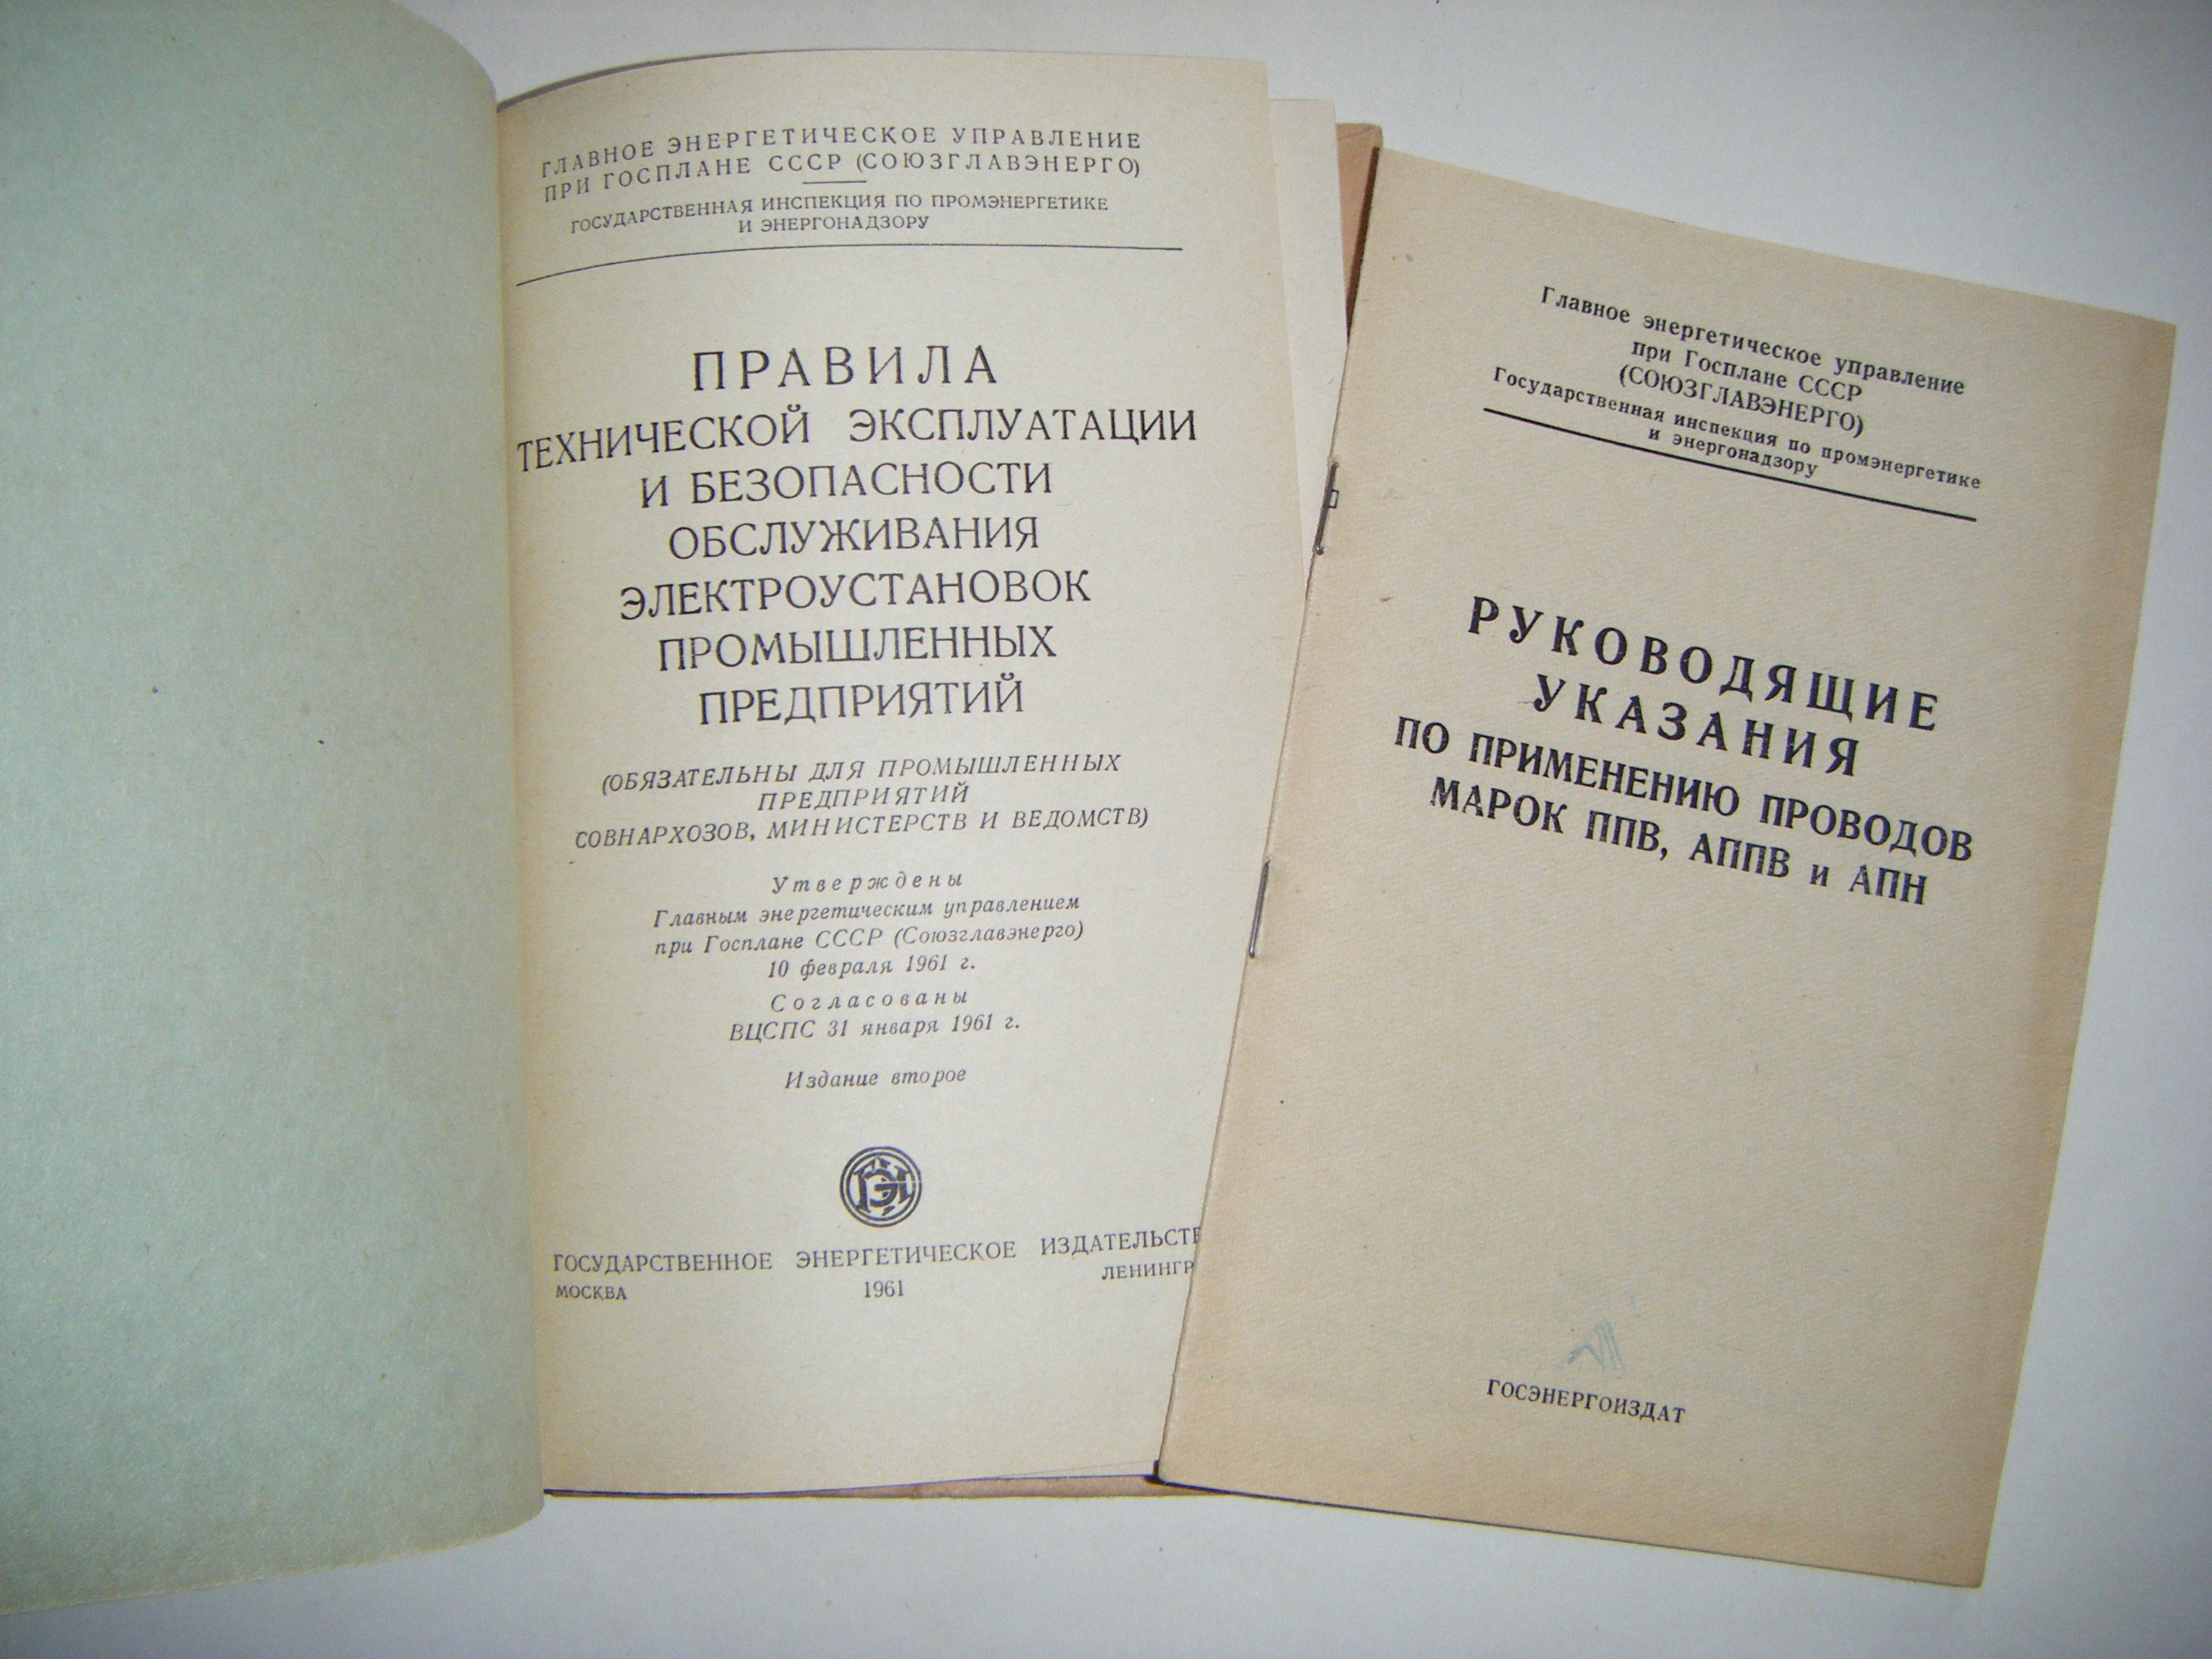 ГЛАВНОЕ ЭНЕРГЕТИЧЕСКОЕ УПРАВЛЕНИЕ
ПРИ ГОСПЛАНЕ СССР (СОЮЗГЛАВЭНЕРГО)
ГОСУДАРСТВЕННАЯ ИНСПЕКЦИЯ ПО ПРОМЭНЕРГЕТИКЕ
И ЭНЕРГОНАДЗОРУ
ПРАВИЛА
ТЕХНИЧЕСКОЙ ЭКСПЛУАТАЦИИ
И БЕЗОПАСНОСТИ
ОБСЛУЖИВАНИЯ
ЭЛЕКТРОУСТАНОВОК
ПРОМЫШЛЕННЫХ
ПРЕДПРИЯТИЙ
(ОБЯЗАТЕЛЬНЫ ДЛЯ ПРОМЫШЛЕННЫХ
ПРЕДПРИЯТИЙ
СОВНАРХОЗОВ, МИНИСТЕРСТВ И ВЕДОМСТВ)
Утверждены
Главным энергетическим управлением
при Госплане СССР (Союзглавэнерго)
10 февраля 1961 г.
Согласованы
ВЦСПС 31 января 1961 г.
Издание второе
ГЭИ
ГОСУДАРСТВЕННОЕ ЭНЕРГЕТИЧЕСКОЕ ИЗДАТЕЛЬСТВ
МОСКВА 1961 ЛЕНИНГР
Главное энергетическое управление
при Госплане СССР
(СОЮЗГЛАВЭНЕРГО)
Государственная инспекция по промэнергетике
и энергонадзору
РУКОВОДЯЩИЕ
УКАЗАНИЯ
ПО ПРИМЕНЕНИЮ ПРОВОДОВ
МАРОК ППВ, АППВ и АПН
ГОСЭНЕРГОИЗДАТ